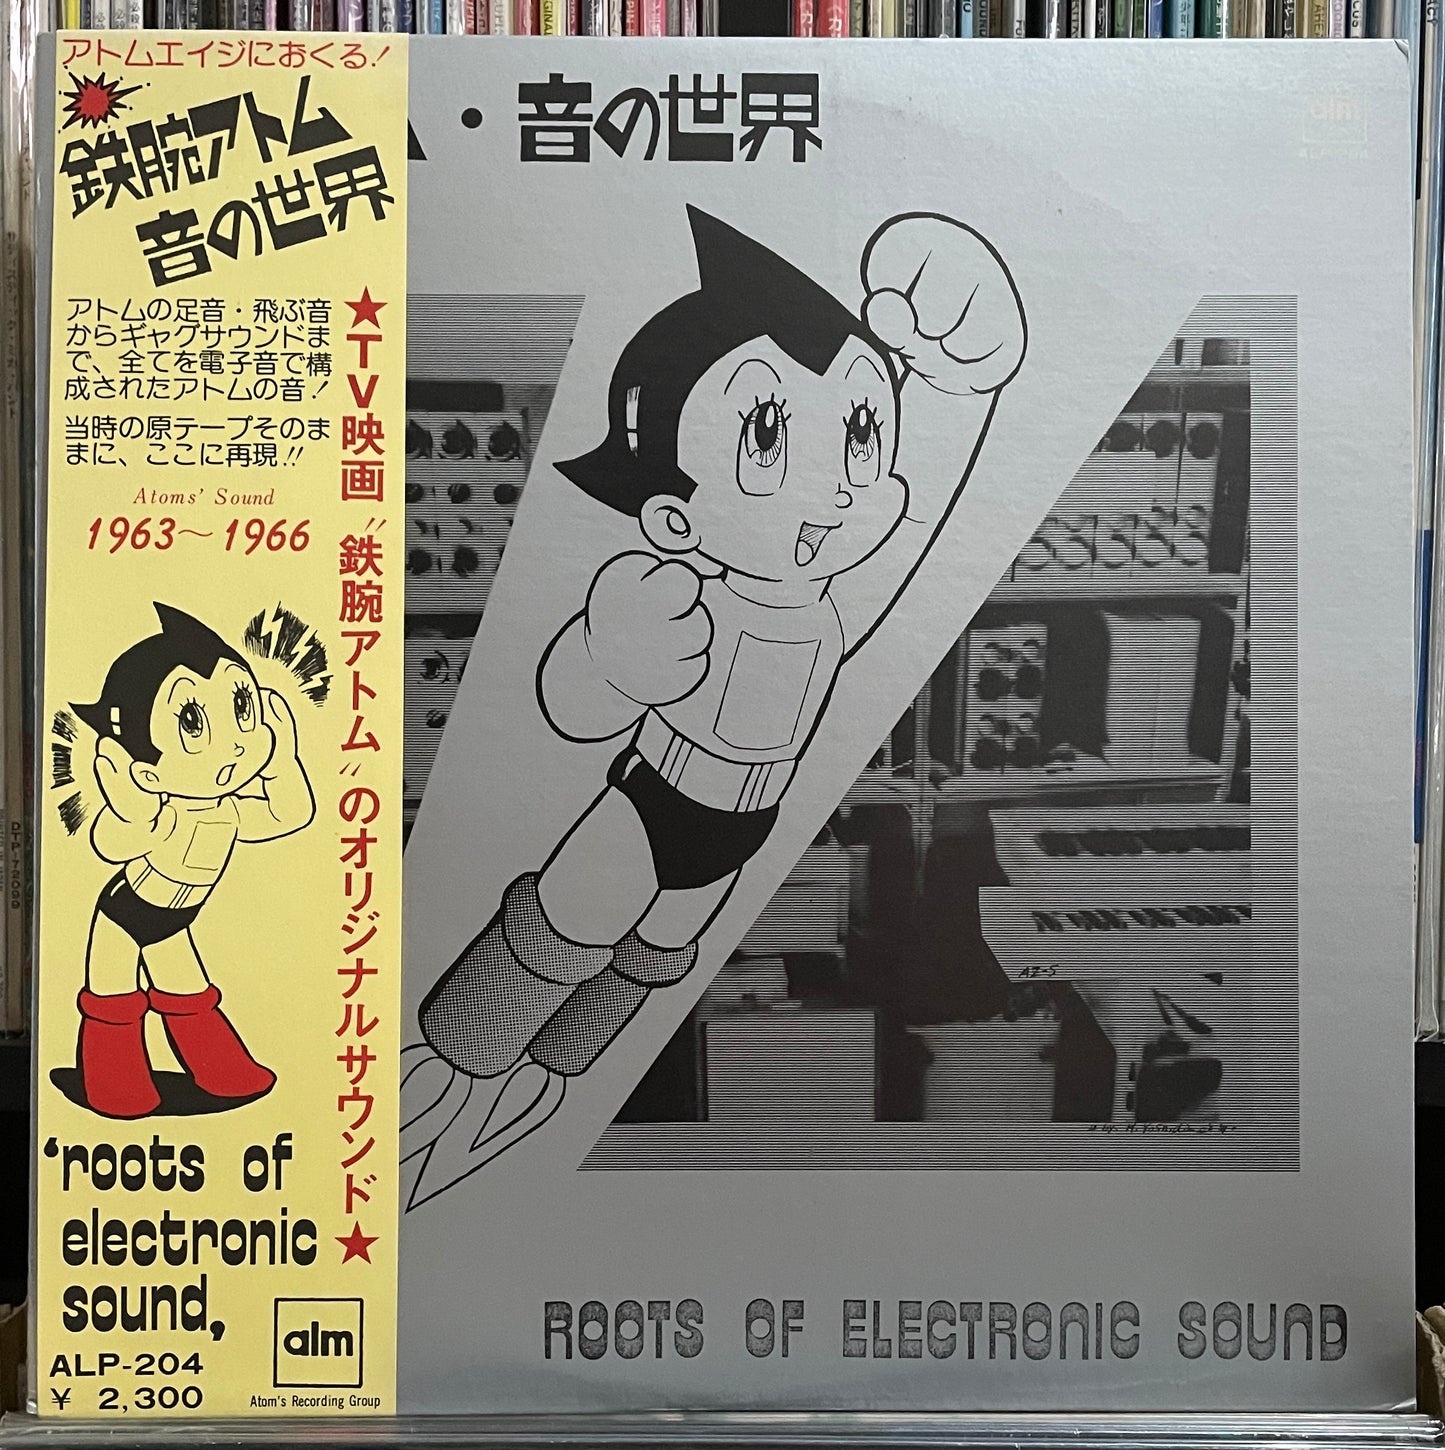 アトムエイジにおくる!
鉄腕アトム
音の世界
アトムの足音・飛ぶ音
からギャグサウンドま
で、全てを電子音で構
成されたアトムの音!
当時の原テープそのま
まに、ここに再現!!
Atoms' Sound
1963〜1966
★TV映画〝鉄腕アトム〟のオリジナルサウンド★
'roots of
electronic
sound,
ALP-204
¥ 2,300
alm
Atom's Recording Group
・音の世界
AZ-5
ROOTS OF ELECTRONIC SOUND
DTP-72099